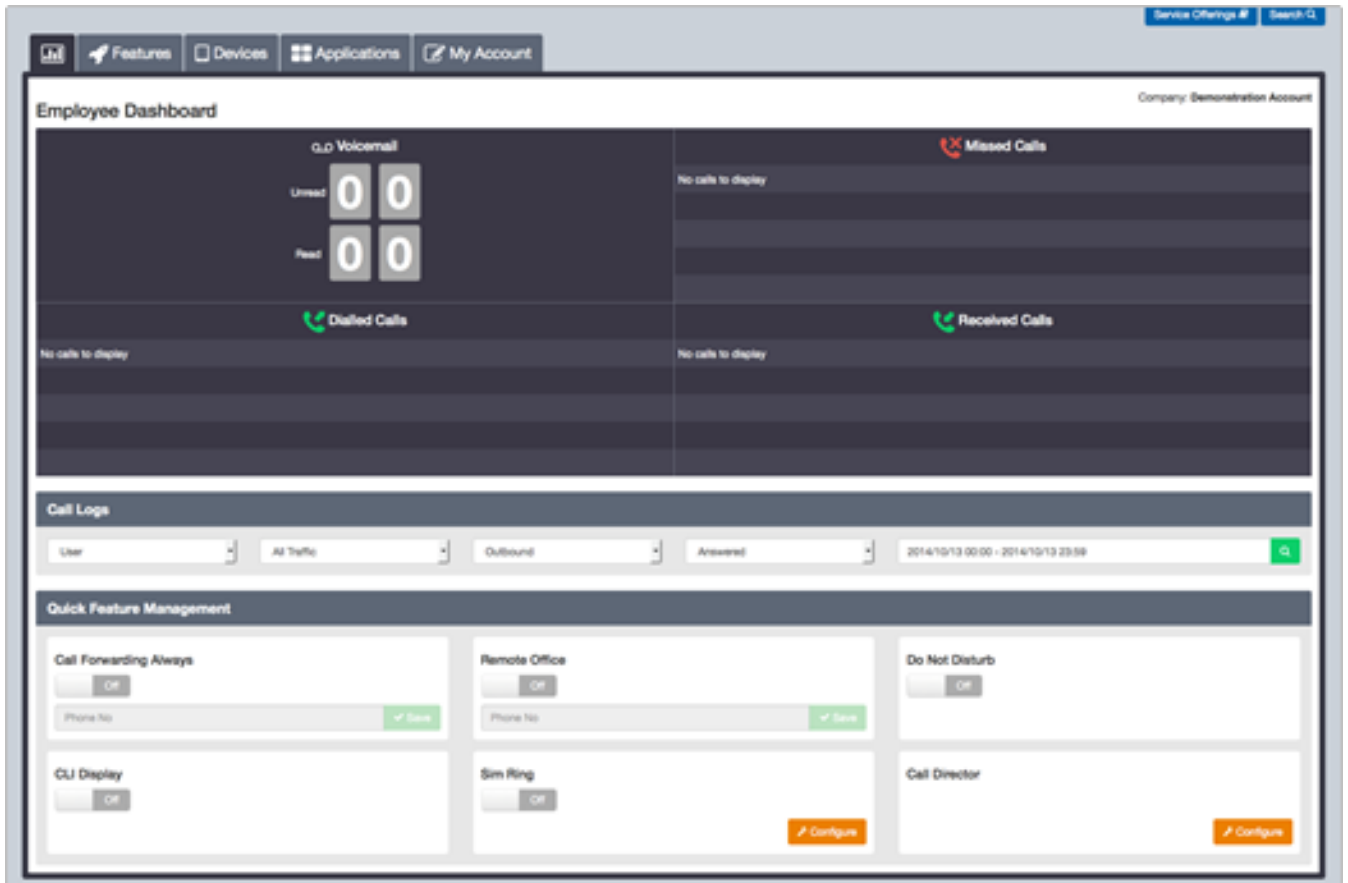 Service Offerings Search
Features Devices Applications My Account
Company: Demonstration Account
Employee Dashboard
Voicemail
Unread 0 0
Read 0 0
Missed Calls
No calls to display
Dialled Calls
No calls to display
Received Calls
No calls to display
Call Logs
User All Traffic Outbound Answered 2014/10/13 00:00 - 2014/10/13 23:59
Quick Feature Management
Call Forwarding Always
Off
Phone No Save
Remote Office
Off
Phone No Save
Do Not Disturb
Off
CLI Display
Off
Sim Ring
Off
Configure
Call Director
Configure